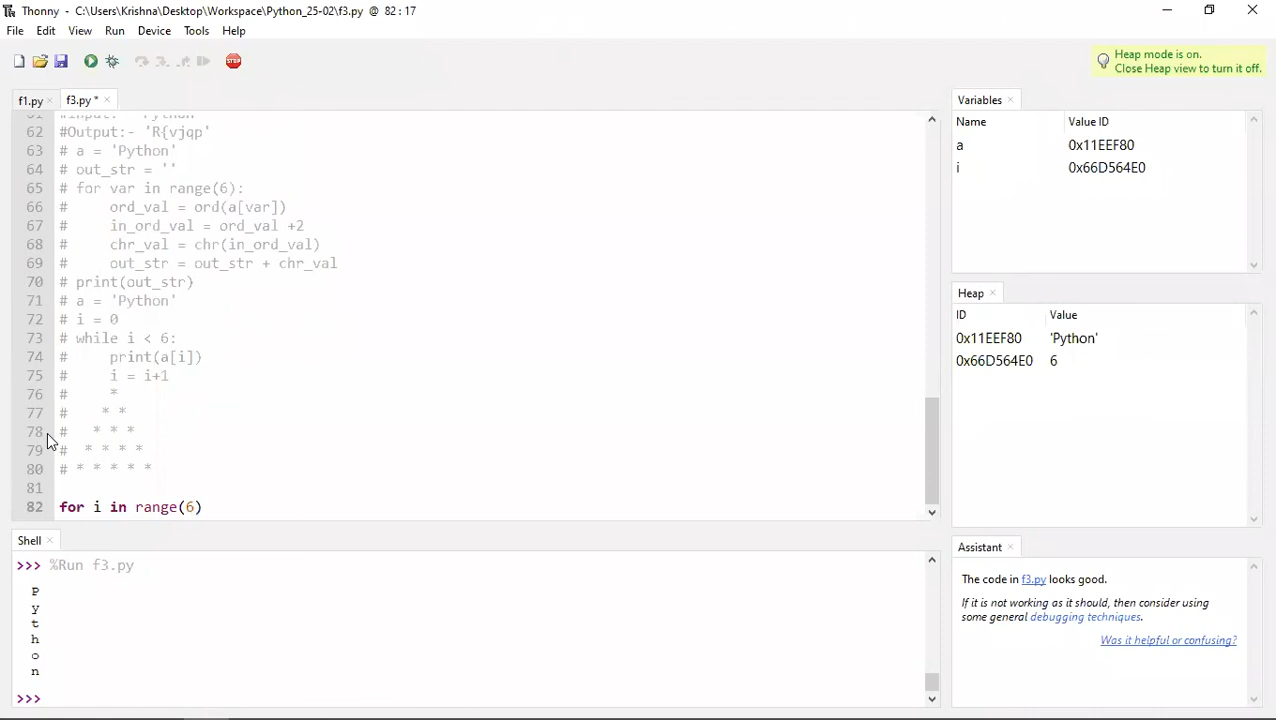 Thonny - C:\Users\Krishna\Desktop\Workspace\Python_25-02\f3.py @ 82 : 17
File Edit View Run Device Tools Help
STOP
Heap mode is on.
Close Heap view to turn it off.
f1.py
f3.py *
62 #Output:- 'R{vjqp'
63 # a = 'Python'
64 # out_str = ''
65 # for var in range(6):
66 #     ord_val = ord(a[var])
67 #     in_ord_val = ord_val +2
68 #     chr_val = chr(in_ord_val)
69 #     out_str = out_str + chr_val
70 # print(out_str)
71 # a = 'Python'
72 # i = 0
73 # while i < 6:
74 #     print(a[i])
75 #     i = i+1
76 #     *
77 #    * *
78 #   * * *
79 #  * * * *
80 # * * * * *
81
82 for i in range(6)
Variables
Name Value ID
a 0x11EEF80
i 0x66D564E0
Heap
ID Value
0x11EEF80 'Python'
0x66D564E0 6
Shell
>>> %Run f3.py
P
y
t
h
o
n
>>>
Assistant
The code in f3.py looks good.
If it is not working as it should, then consider using
some general debugging techniques.
Was it helpful or confusing?